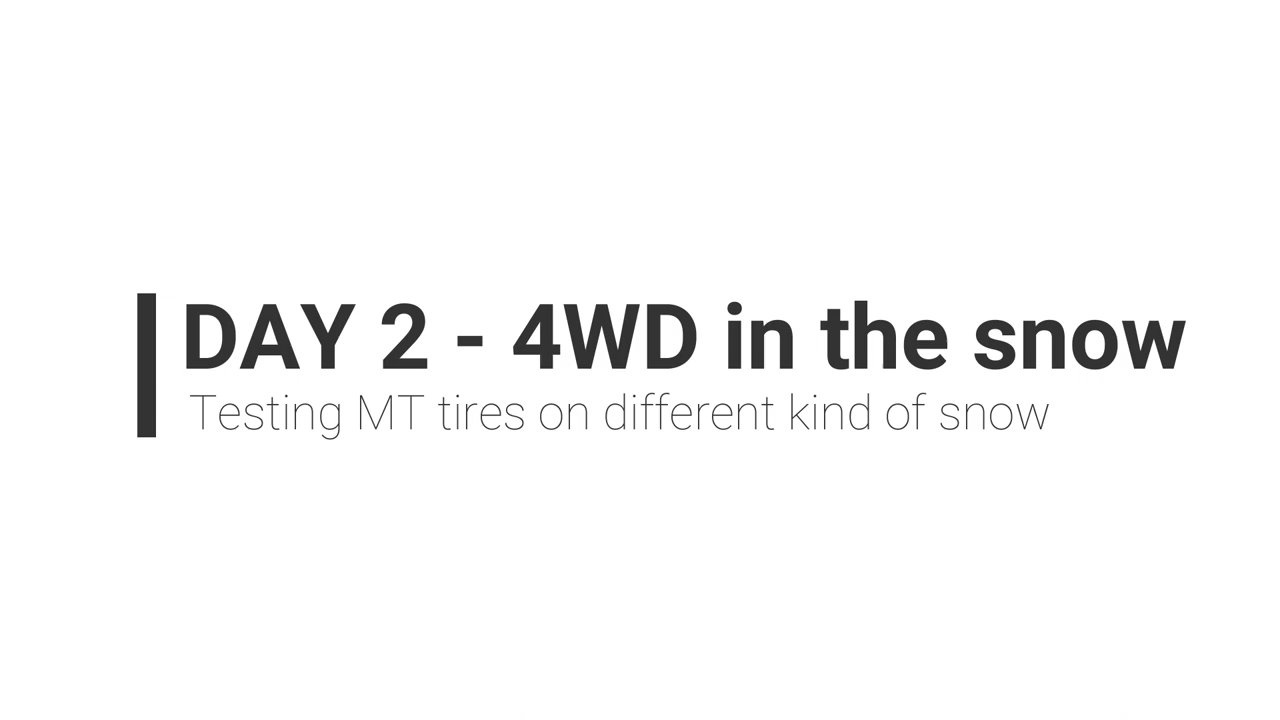 DAY 2 - 4WD in the snow
Testing MT tires on different kind of snow